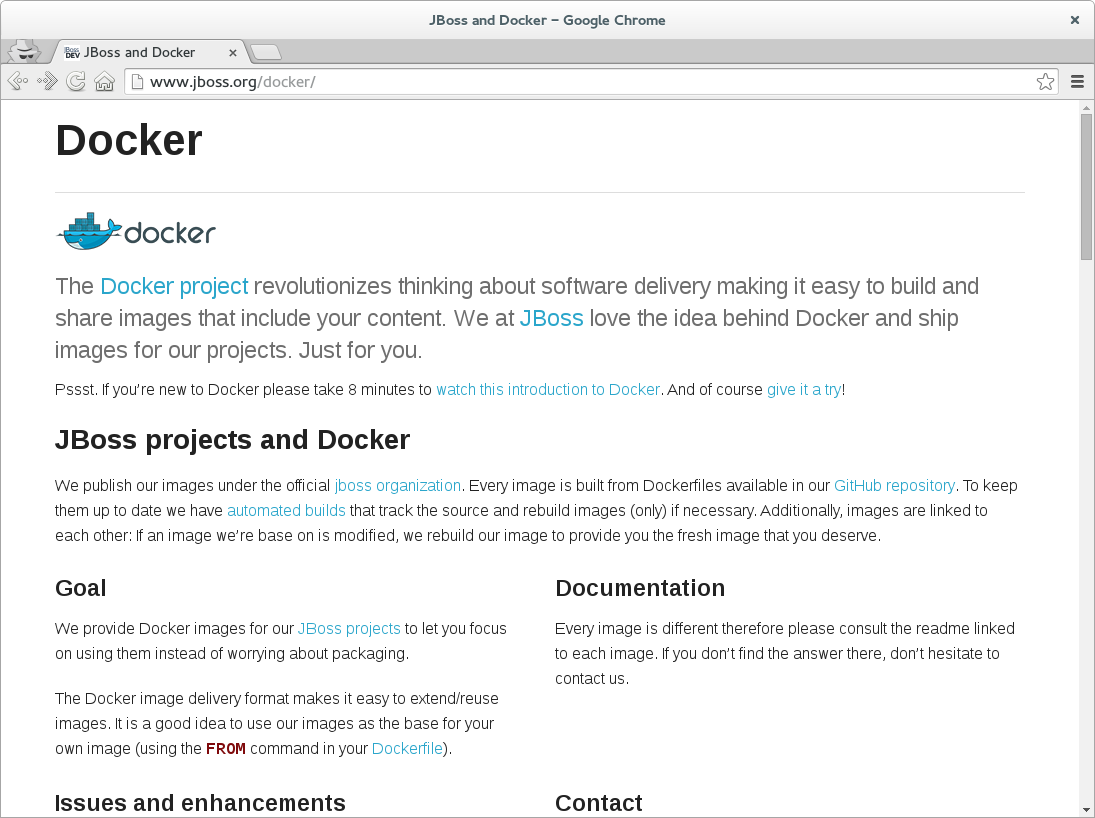 JBoss and Docker – Google Chrome
JBoss DEV JBoss and Docker
www.jboss.org/docker/
Docker
docker
The Docker project revolutionizes thinking about software delivery making it easy to build and
share images that include your content. We at JBoss love the idea behind Docker and ship
images for our projects. Just for you.
Pssst. If you’re new to Docker please take 8 minutes to watch this introduction to Docker. And of course give it a try!
JBoss projects and Docker
We publish our images under the official jboss organization. Every image is built from Dockerfiles available in our GitHub repository. To keep
them up to date we have automated builds that track the source and rebuild images (only) if necessary. Additionally, images are linked to
each other: If an image we’re base on is modified, we rebuild our image to provide you the fresh image that you deserve.
Goal
We provide Docker images for our JBoss projects to let you focus
on using them instead of worrying about packaging.
The Docker image delivery format makes it easy to extend/reuse
images. It is a good idea to use our images as the base for your
own image (using the FROM command in your Dockerfile).
Documentation
Every image is different therefore please consult the readme linked
to each image. If you don’t find the answer there, don’t hesitate to
contact us.
Issues and enhancements
Contact